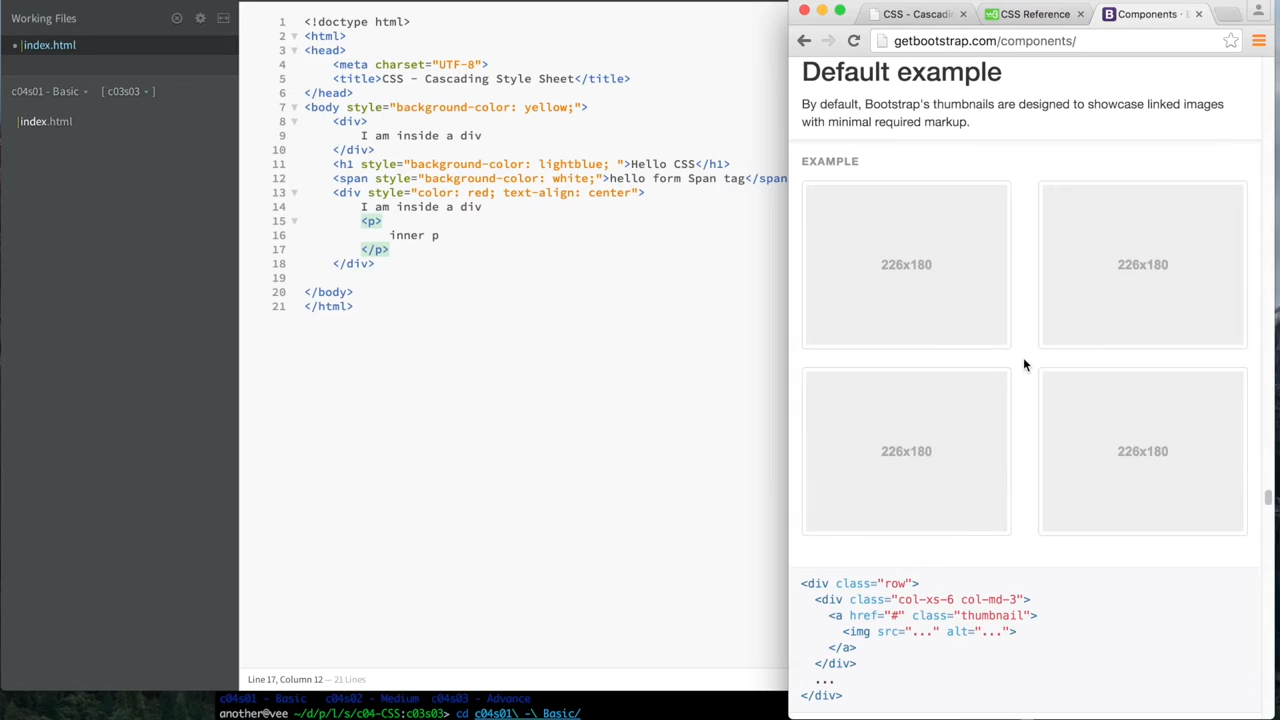 Working Files
index.html
c04s01 - Basic [ c03s03 ]
index.html
1 <!doctype html>
2 <html>
3 <head>
4 <meta charset="UTF-8">
5 <title>CSS - Cascading Style Sheet</title>
6 </head>
7 <body style="background-color: yellow;">
8 <div>
9 I am inside a div
10 </div>
11 <h1 style="background-color: lightblue; ">Hello CSS</h1>
12 <span style="background-color: white;">hello form Span tag</span
13 <div style="color: red; text-align: center">
14 I am inside a div
15 <p>
16 inner p
17 </p>
18 </div>
19
20 </body>
21 </html>
Line 17, Column 12 — 21 Lines
c04s01 - Basic c04s02 - Medium c04s03 - Advance
another@vee ~/d/p/l/s/c04-CSS:c03s03> cd c04s01\ -\ Basic/
CSS - Cascadin
CSS Reference
Components ·
getbootstrap.com/components/
Default example
By default, Bootstrap's thumbnails are designed to showcase linked images
with minimal required markup.
EXAMPLE
226x180 226x180
226x180 226x180
<div class="row">
<div class="col-xs-6 col-md-3">
<a href="#" class="thumbnail">
<img src="..." alt="...">
</a>
</div>
...
</div>